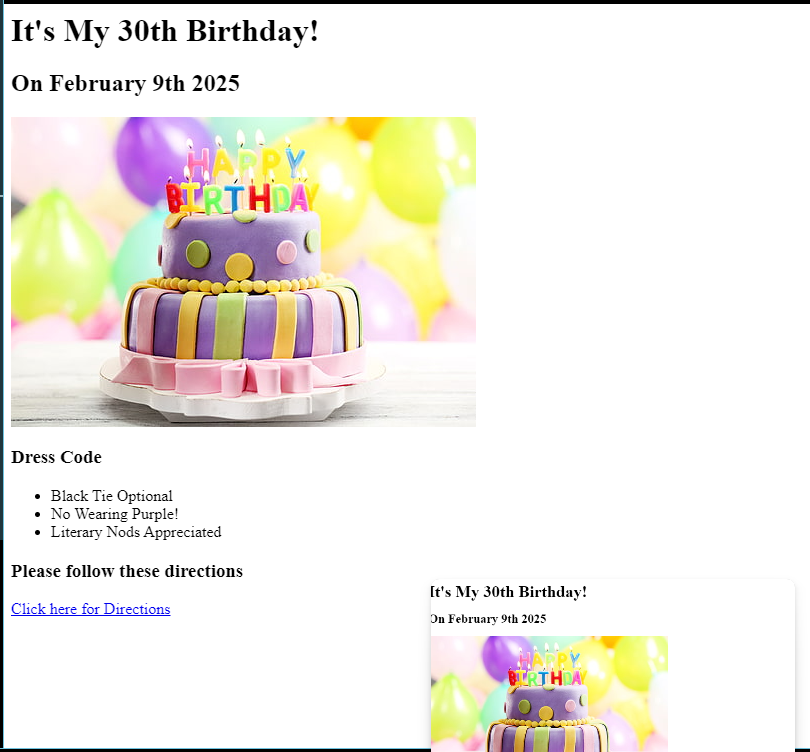 It's My 30th Birthday!
On February 9th 2025
HAPPY
BIRTHDAY
Dress Code
Black Tie Optional
No Wearing Purple!
Literary Nods Appreciated
Please follow these directions
Click here for Directions
It's My 30th Birthday!
On February 9th 2025
HAPPY
BIRTHDAY